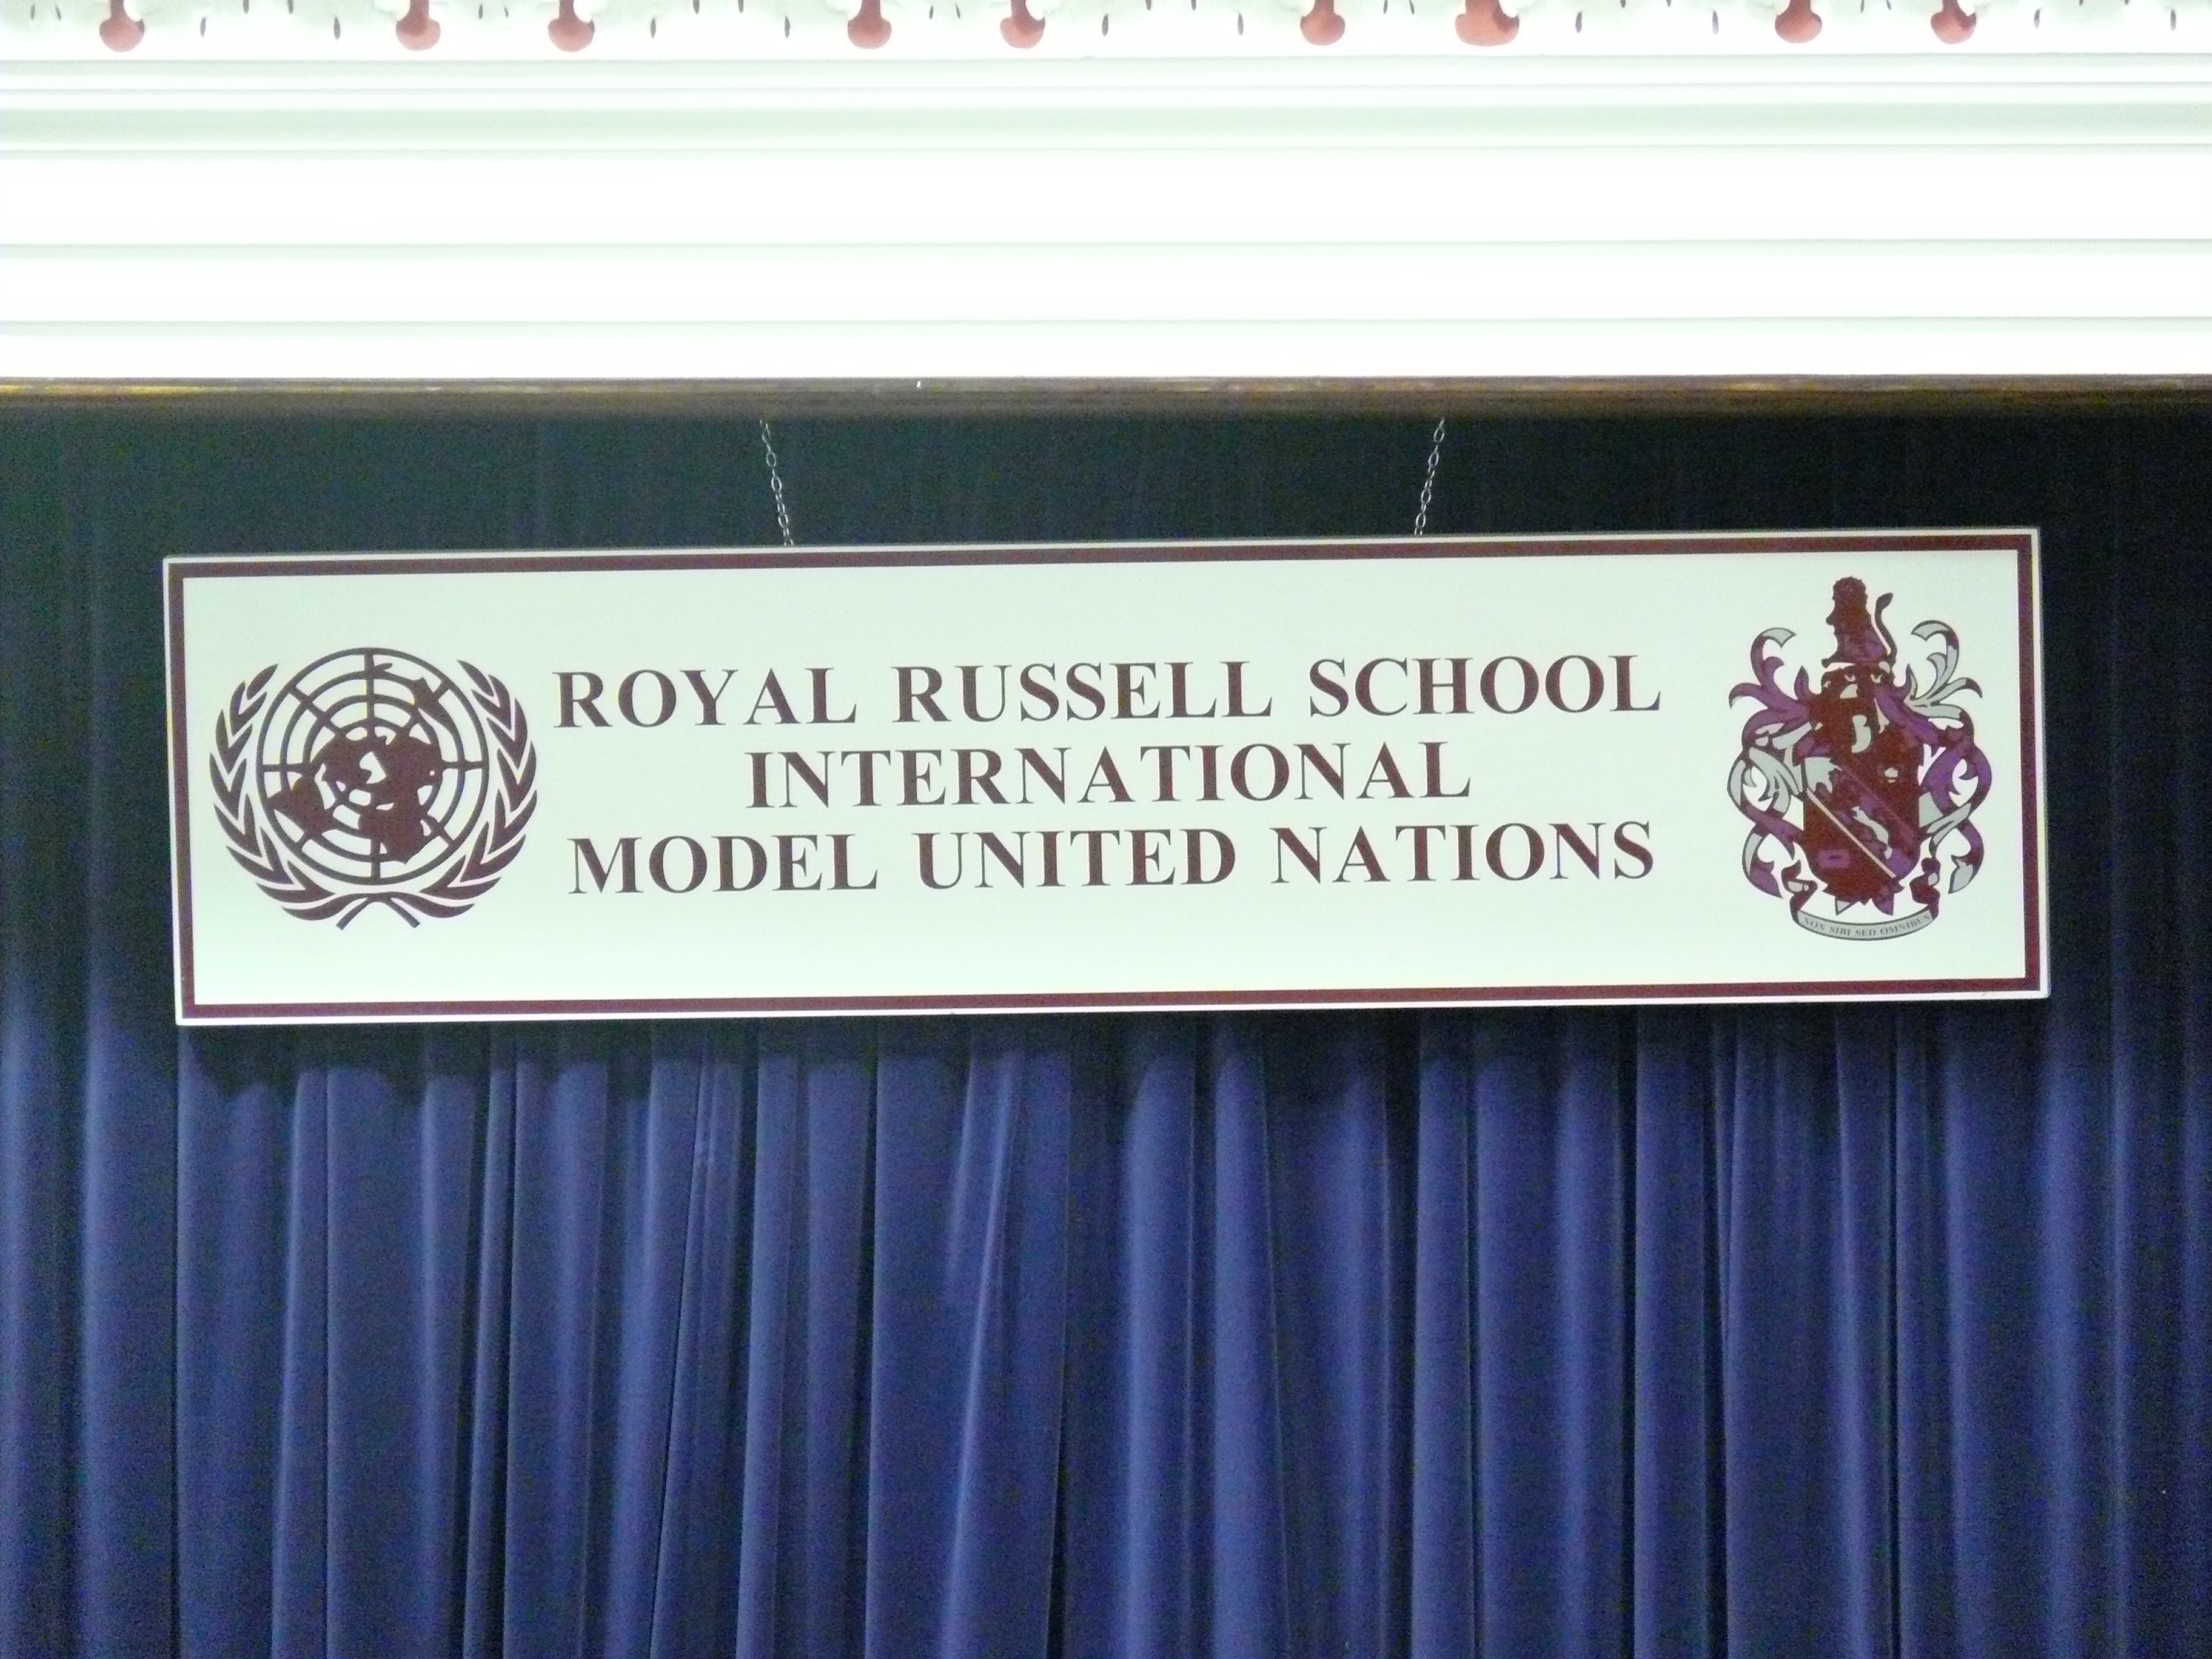 ROYAL RUSSELL SCHOOL
INTERNATIONAL
MODEL UNITED NATIONS
NON SIBI SED OMNIBUS